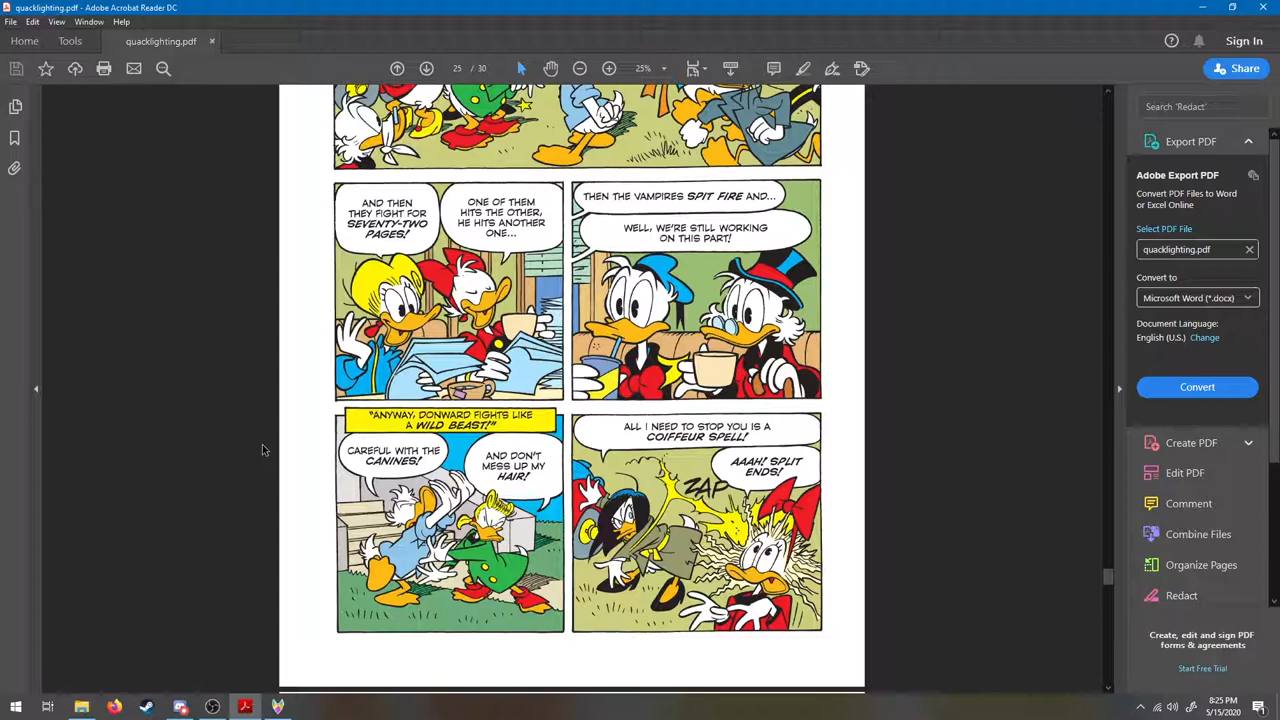 quacklighting.pdf - Adobe Acrobat Reader DC
File Edit View Window Help
Home Tools quacklighting.pdf Sign In
25 / 30 25% Share
Search 'Redact'
Export PDF
Adobe Export PDF
Convert PDF Files to Word
or Excel Online
Select PDF File
quacklighting.pdf
Convert to
Microsoft Word (*.docx)
Document Language:
English (U.S.) Change
Convert
Create PDF
Edit PDF
Comment
Combine Files
Organize Pages
Redact
Create, edit and sign PDF
forms & agreements
Start Free Trial
AND THEN
THEY FIGHT FOR
SEVENTY-TWO
PAGES!
ONE OF THEM
HITS THE OTHER,
HE HITS ANOTHER
ONE...
THEN THE VAMPIRES SPIT FIRE AND...
WELL, WE'RE STILL WORKING
ON THIS PART!
"ANYWAY, DONWARD FIGHTS LIKE
A WILD BEAST!"
CAREFUL WITH THE
CANINES!
AND DON'T
MESS UP MY
HAIR!
ALL I NEED TO STOP YOU IS A
COIFFEUR SPELL!
ZAP
AAAH! SPLIT
ENDS!
8:25 PM
5/15/2020